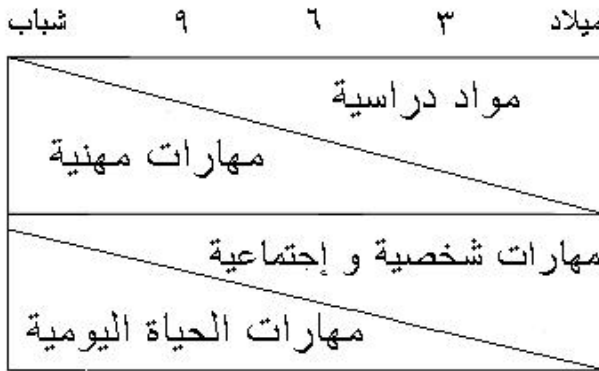 ميلاد ٣ ٦ ٩ شباب
مواد دراسية
مهارات مهنية
مهارات شخصية و إجتماعية
مهارات الحياة اليومية